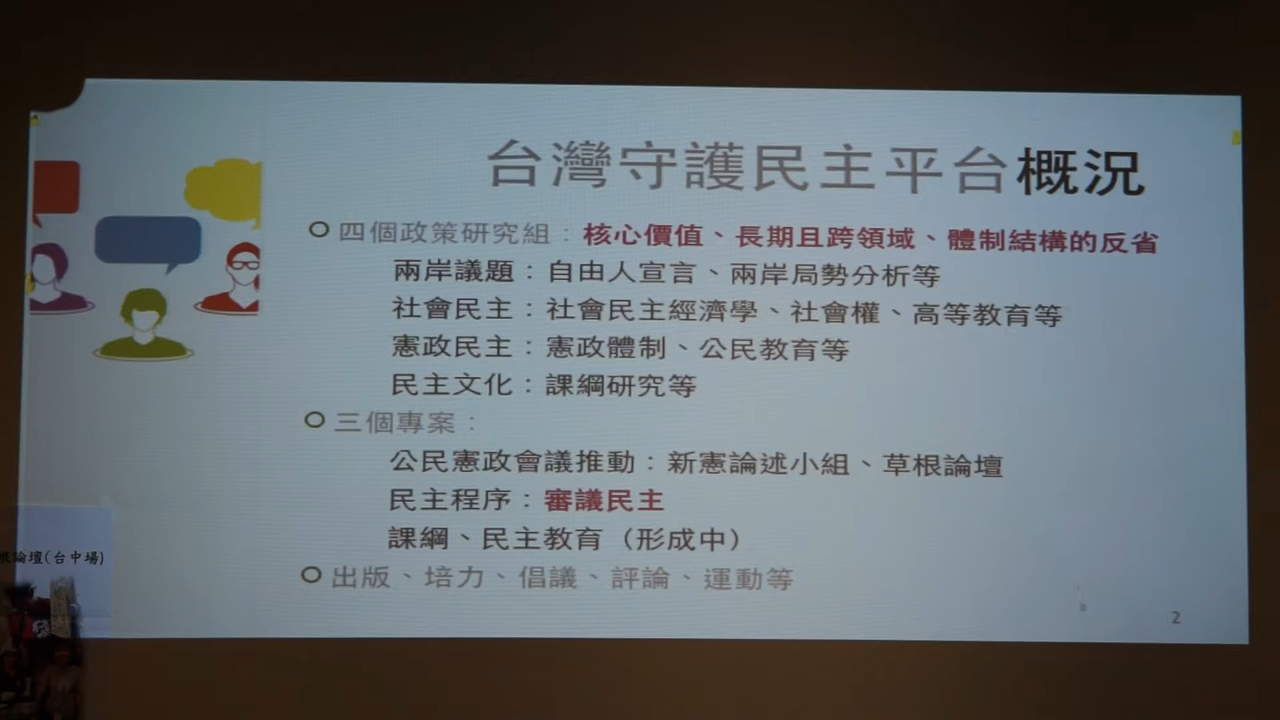 台灣守護民主平台概況
四個政策研究組：核心價值、長期且跨領域、體制結構的反省
兩岸議題：自由人宣言、兩岸局勢分析等
社會民主：社會民主經濟學、社會權、高等教育等
憲政民主：憲政體制、公民教育等
民主文化：課綱研究等
三個專案：
公民憲政會議推動：新憲論述小組、草根論壇
民主程序：審議民主
課綱、民主教育（形成中）
出版、培力、倡議、評論、運動等
根論壇(台中場)
2